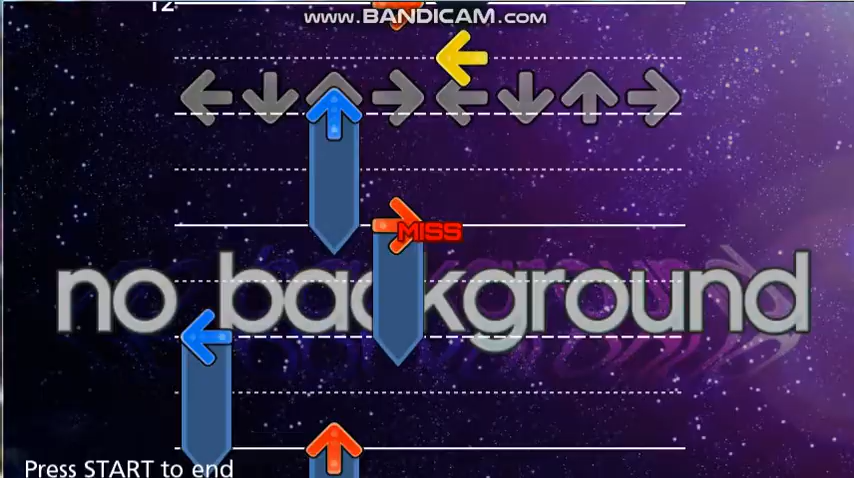 www.BANDICAM.com
12
MISS
no background
Press START to end